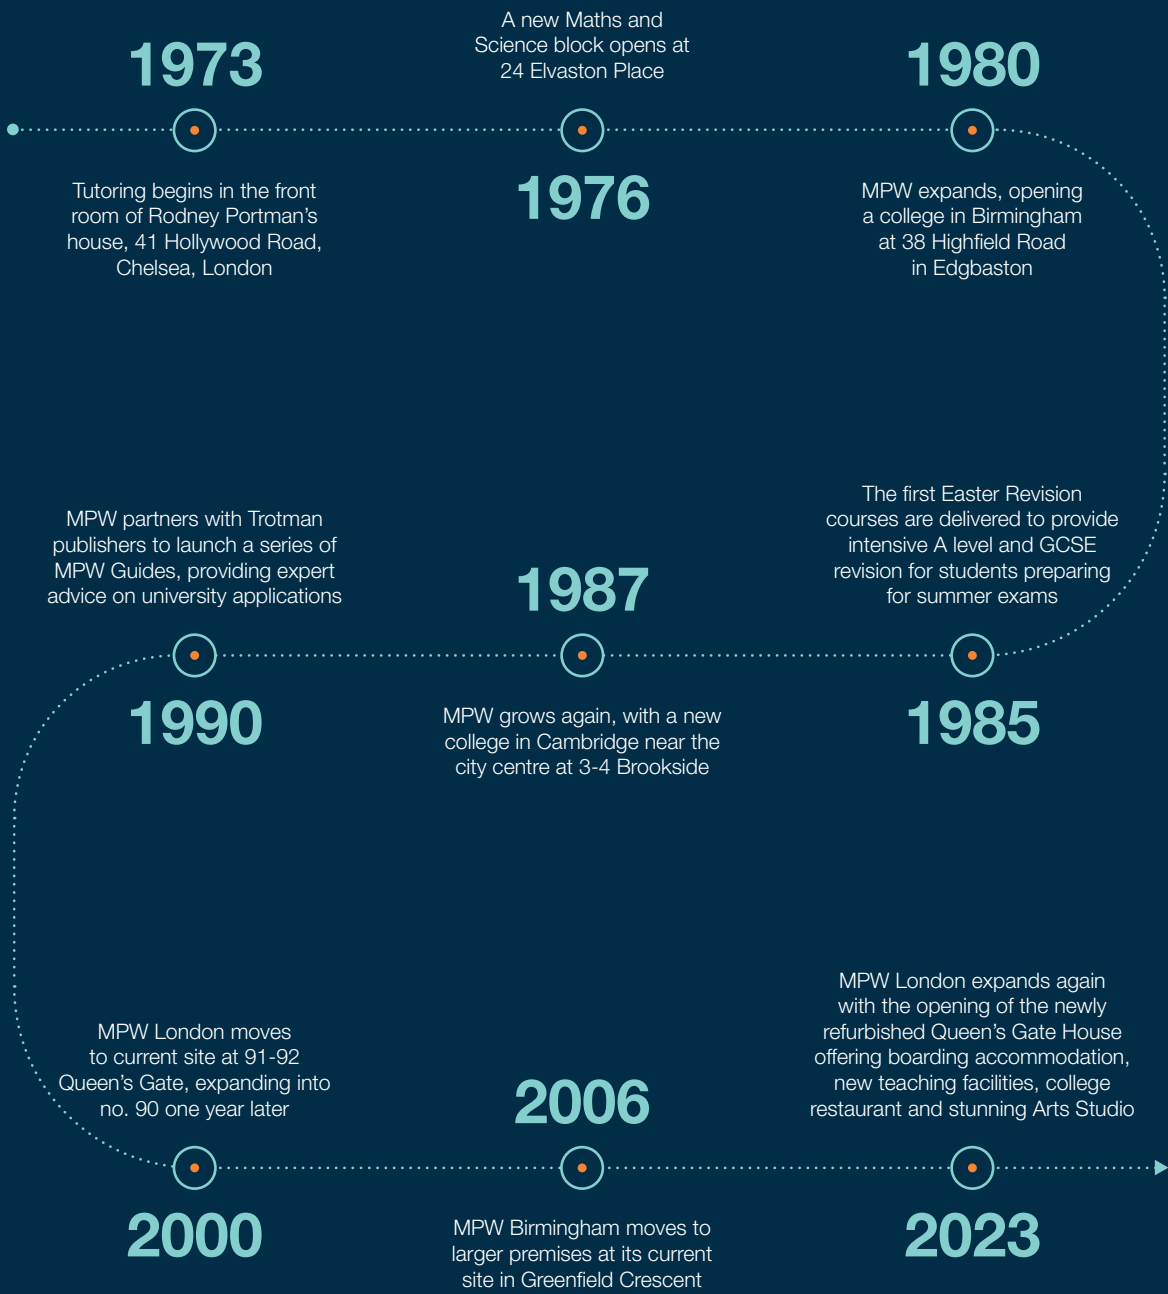 1973
Tutoring begins in the front
room of Rodney Portman’s
house, 41 Hollywood Road,
Chelsea, London
A new Maths and
Science block opens at
24 Elvaston Place
1976
1980
MPW expands, opening
a college in Birmingham
at 38 Highfield Road
in Edgbaston
The first Easter Revision
courses are delivered to provide
intensive A level and GCSE
revision for students preparing
for summer exams
1985
1987
MPW grows again, with a new
college in Cambridge near the
city centre at 3-4 Brookside
MPW partners with Trotman
publishers to launch a series of
MPW Guides, providing expert
advice on university applications
1990
MPW London moves
to current site at 91-92
Queen’s Gate, expanding into
no. 90 one year later
2000
2006
MPW Birmingham moves to
larger premises at its current
site in Greenfield Crescent
MPW London expands again
with the opening of the newly
refurbished Queen’s Gate House
offering boarding accommodation,
new teaching facilities, college
restaurant and stunning Arts Studio
2023